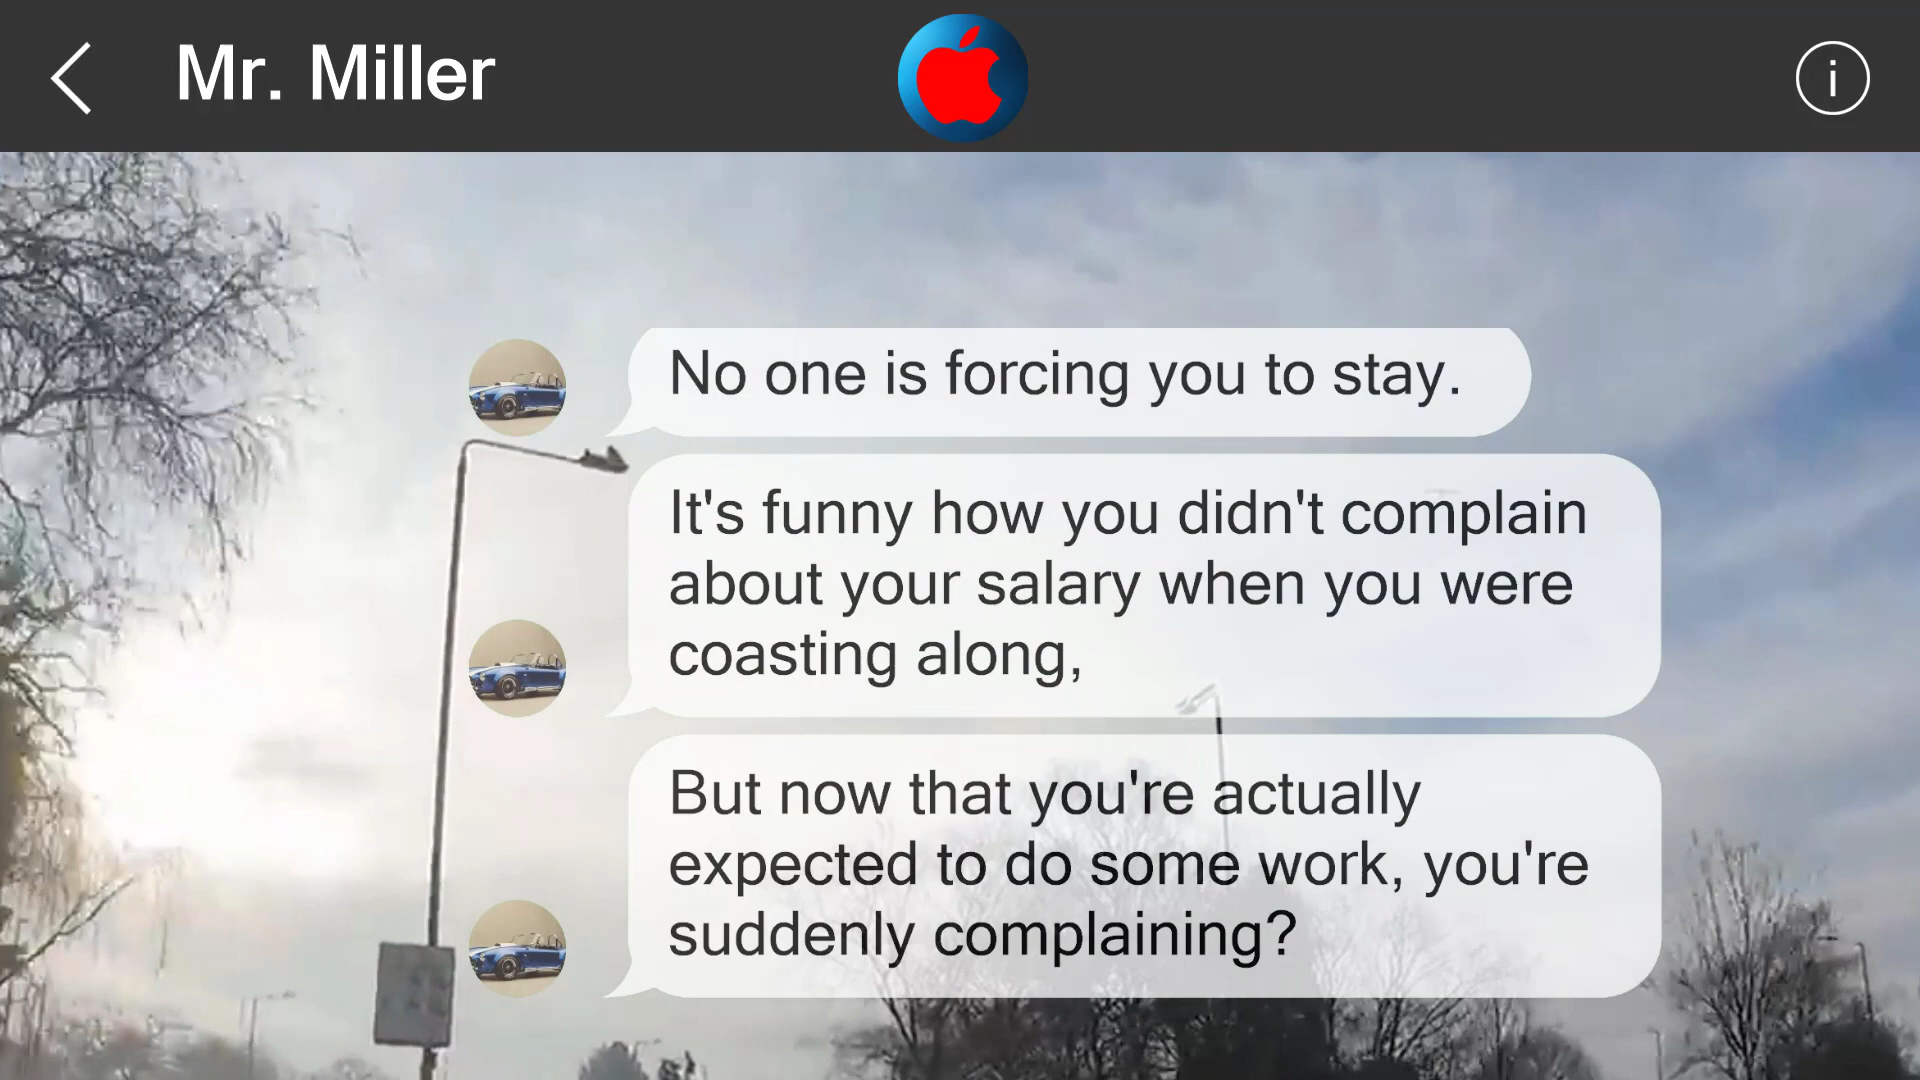 Mr. Miller
i
No one is forcing you to stay.
It's funny how you didn't complain
about your salary when you were
coasting along,
But now that you're actually
expected to do some work, you're
suddenly complaining?